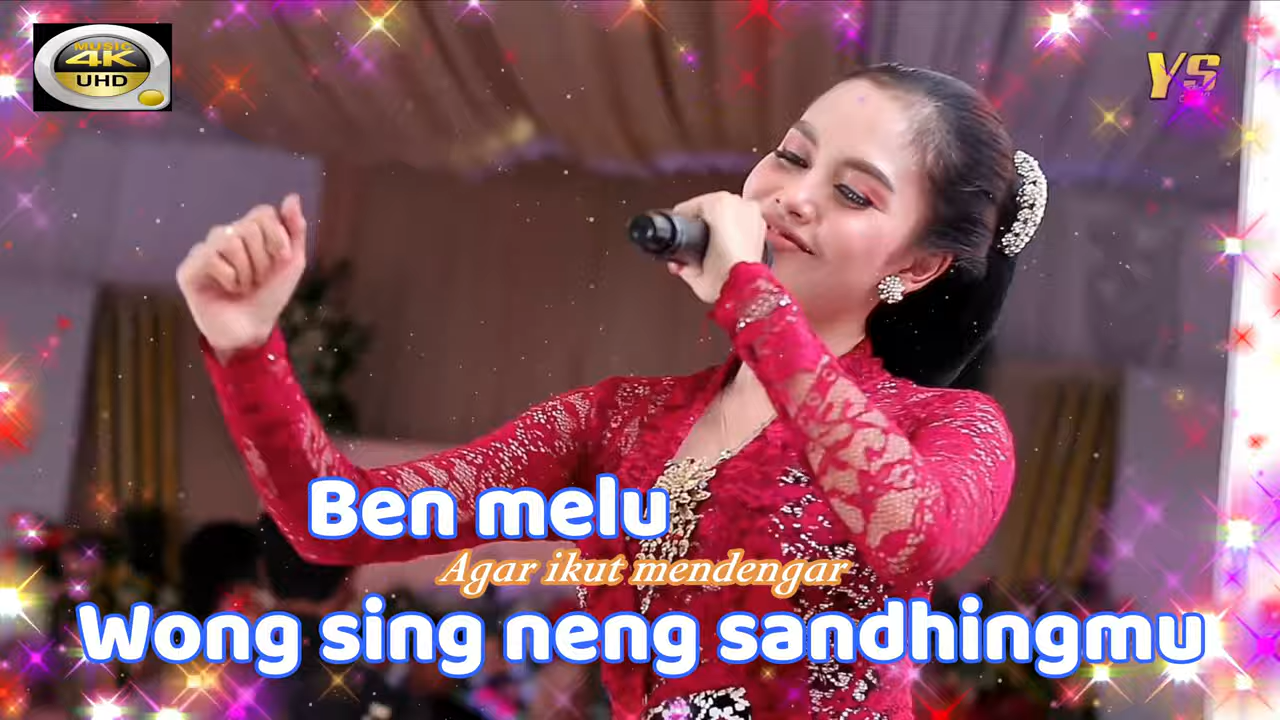 MUSIC
4K
UHD
YS
Ben melu
Agar ikut mendengar
Wong sing neng sandhingmu